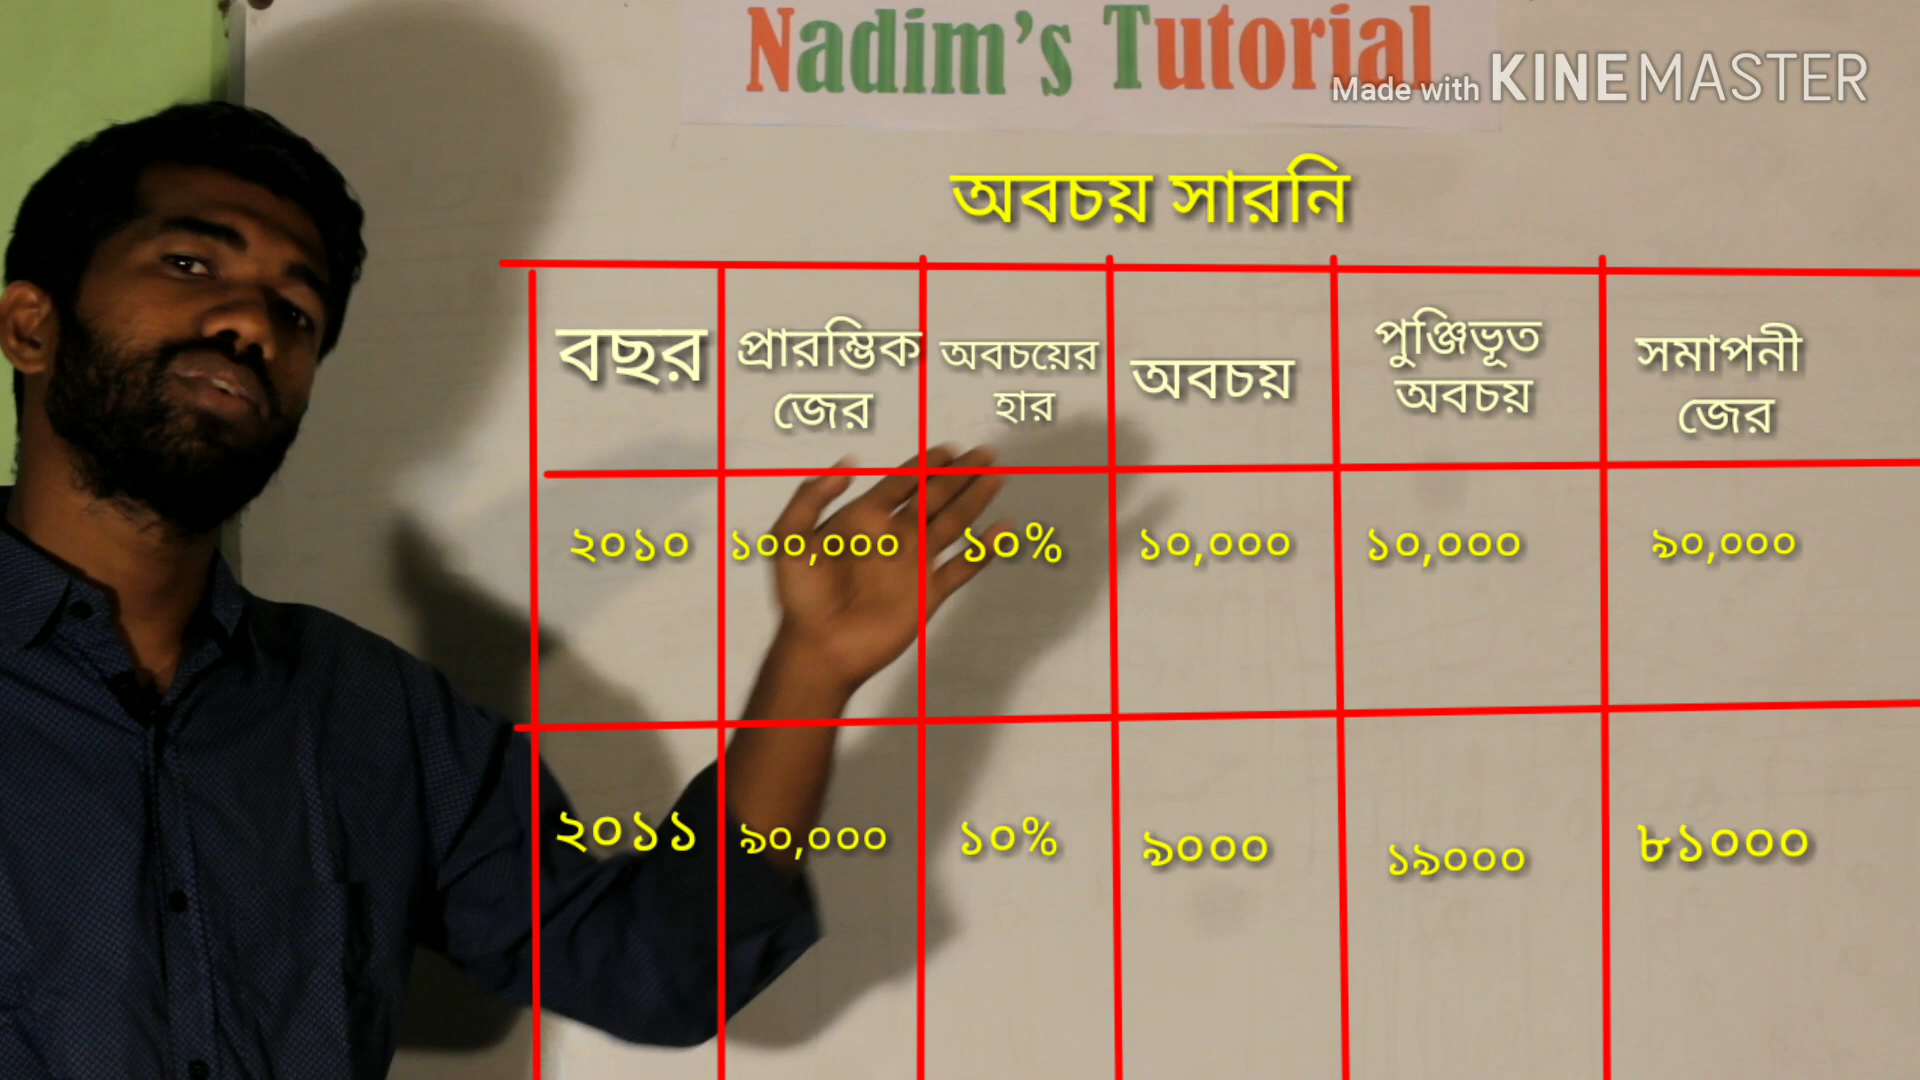 Nadim's Tutorial
Made with KINEMASTER
অবচয় সারনি
বছর
প্রারম্ভিক
জের
অবচয়ের
হার
অবচয়
পুঞ্জিভূত
অবচয়
সমাপনী
জের
২০১০ ১০০,০০০ ১০% ১০,০০০ ১০,০০০ ৯০,০০০
২০১১ ৯০,০০০ ১০% ৯০০০ ১৯০০০ ৮১০০০